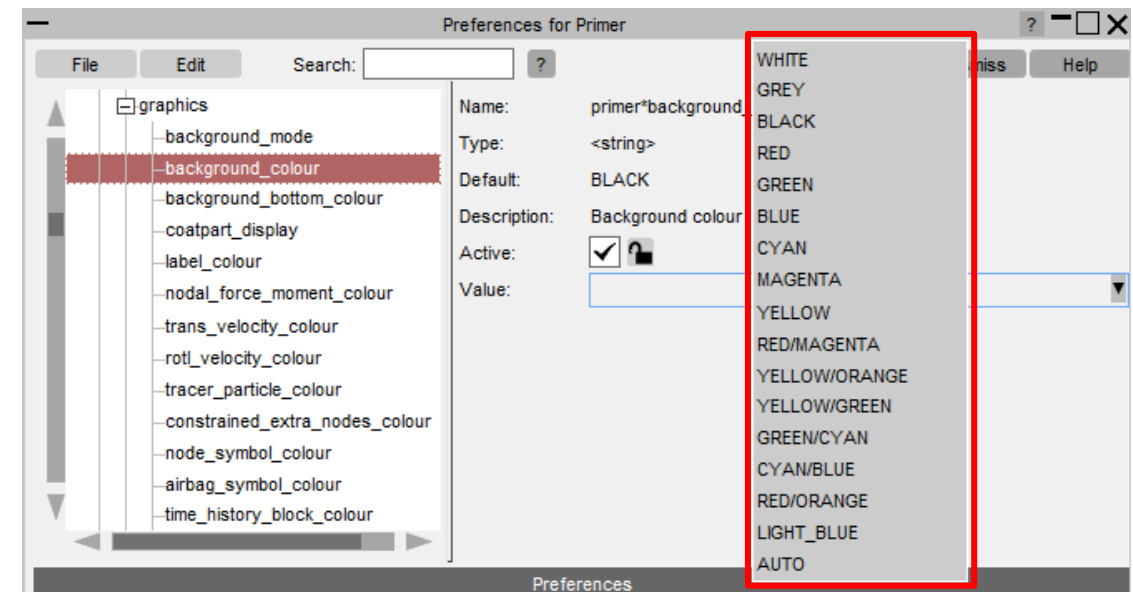 Preferences for Primer
?
File Edit Search: ? miss Help
graphics
background_mode
background_colour
background_bottom_colour
coatpart_display
label_colour
nodal_force_moment_colour
trans_velocity_colour
rotl_velocity_colour
tracer_particle_colour
constrained_extra_nodes_colour
node_symbol_colour
airbag_symbol_colour
time_history_block_colour
Name: primer*background_
Type: <string>
Default: BLACK
Description: Background colour
Active:
Value:
WHITE
GREY
BLACK
RED
GREEN
BLUE
CYAN
MAGENTA
YELLOW
RED/MAGENTA
YELLOW/ORANGE
YELLOW/GREEN
GREEN/CYAN
CYAN/BLUE
RED/ORANGE
LIGHT_BLUE
AUTO
Preferences